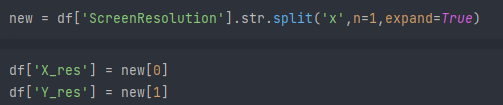 new = df['ScreenResolution'].str.split('x',n=1,expand=True)
df['X_res'] = new[0]
df['Y_res'] = new[1]